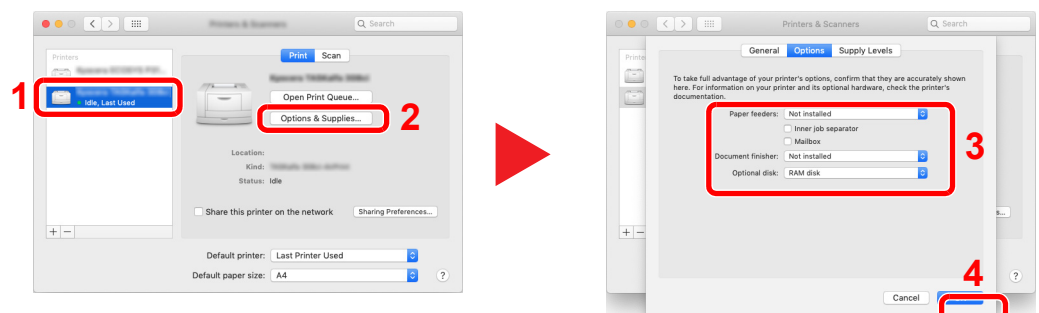 Search
Printers
Print Scan
1
Idle, Last Used
Open Print Queue...
Options & Supplies...
2
Location:
Kind:
Status: Idle
Share this printer on the network
Sharing Preferences...
+ −
Default printer: Last Printer Used
Default paper size: A4
?
Printers & Scanners
Search
General Options Supply Levels
To take full advantage of your printer's options, confirm that they are accurately shown
here. For information on your printer and its optional hardware, check the printer's
documentation.
Paper feeders: Not installed
Inner job separator
Mailbox
Document finisher: Not installed
Optional disk: RAM disk
3
+ −
?
4
Cancel